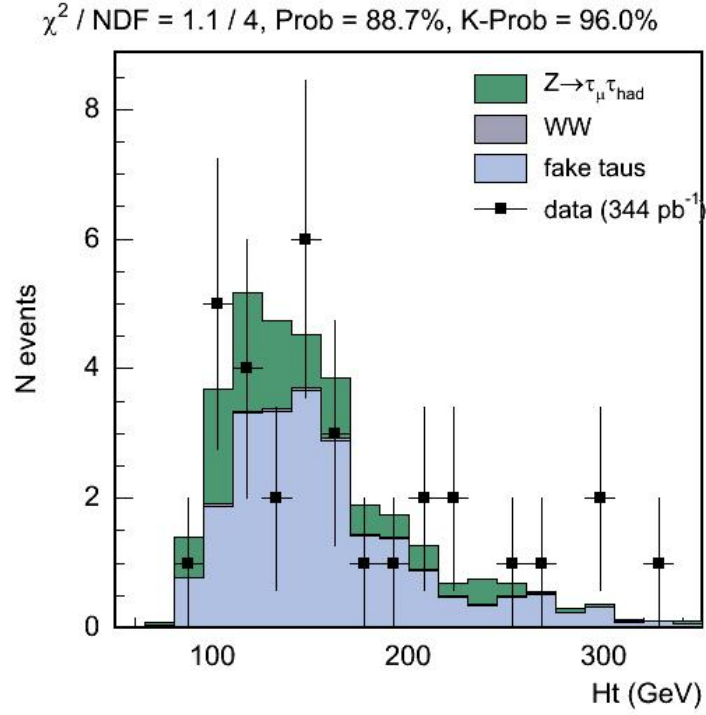 χ² / NDF = 1.1 / 4, Prob = 88.7%, K-Prob = 96.0%
Z→τ_μτ_had
WW
fake taus
data (344 pb⁻¹)
N events
8
6
4
2
0
100 200 300
Ht (GeV)